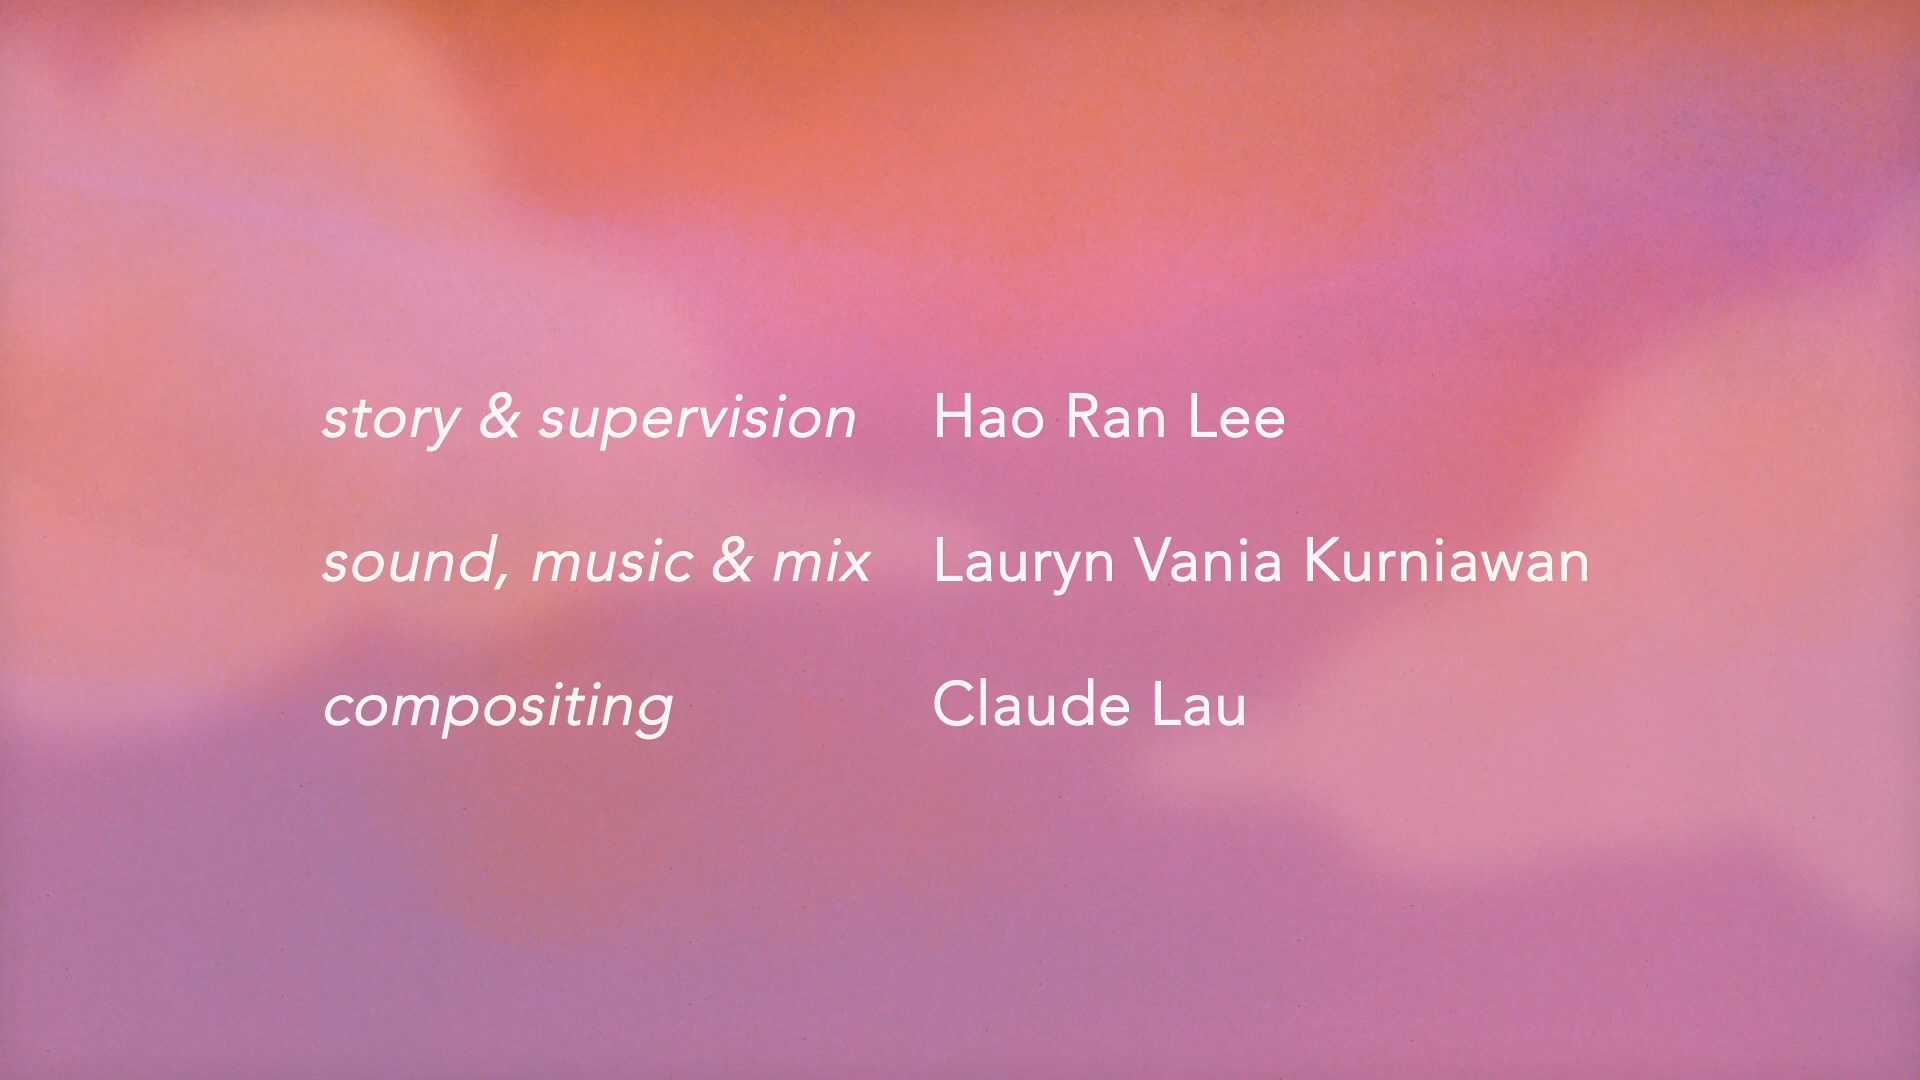 story & supervision Hao Ran Lee
sound, music & mix Lauryn Vania Kurniawan
compositing Claude Lau